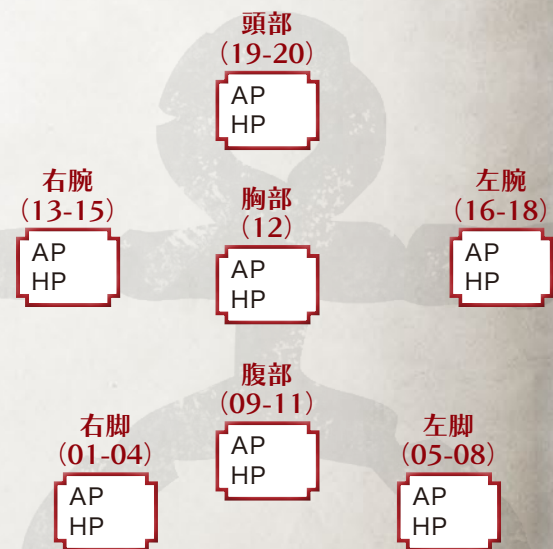 頭部
（19-20）
AP
HP
右腕
（13-15）
AP
HP
胸部
（12）
AP
HP
左腕
（16-18）
AP
HP
腹部
（09-11）
AP
HP
右脚
（01-04）
AP
HP
左脚
（05-08）
AP
HP